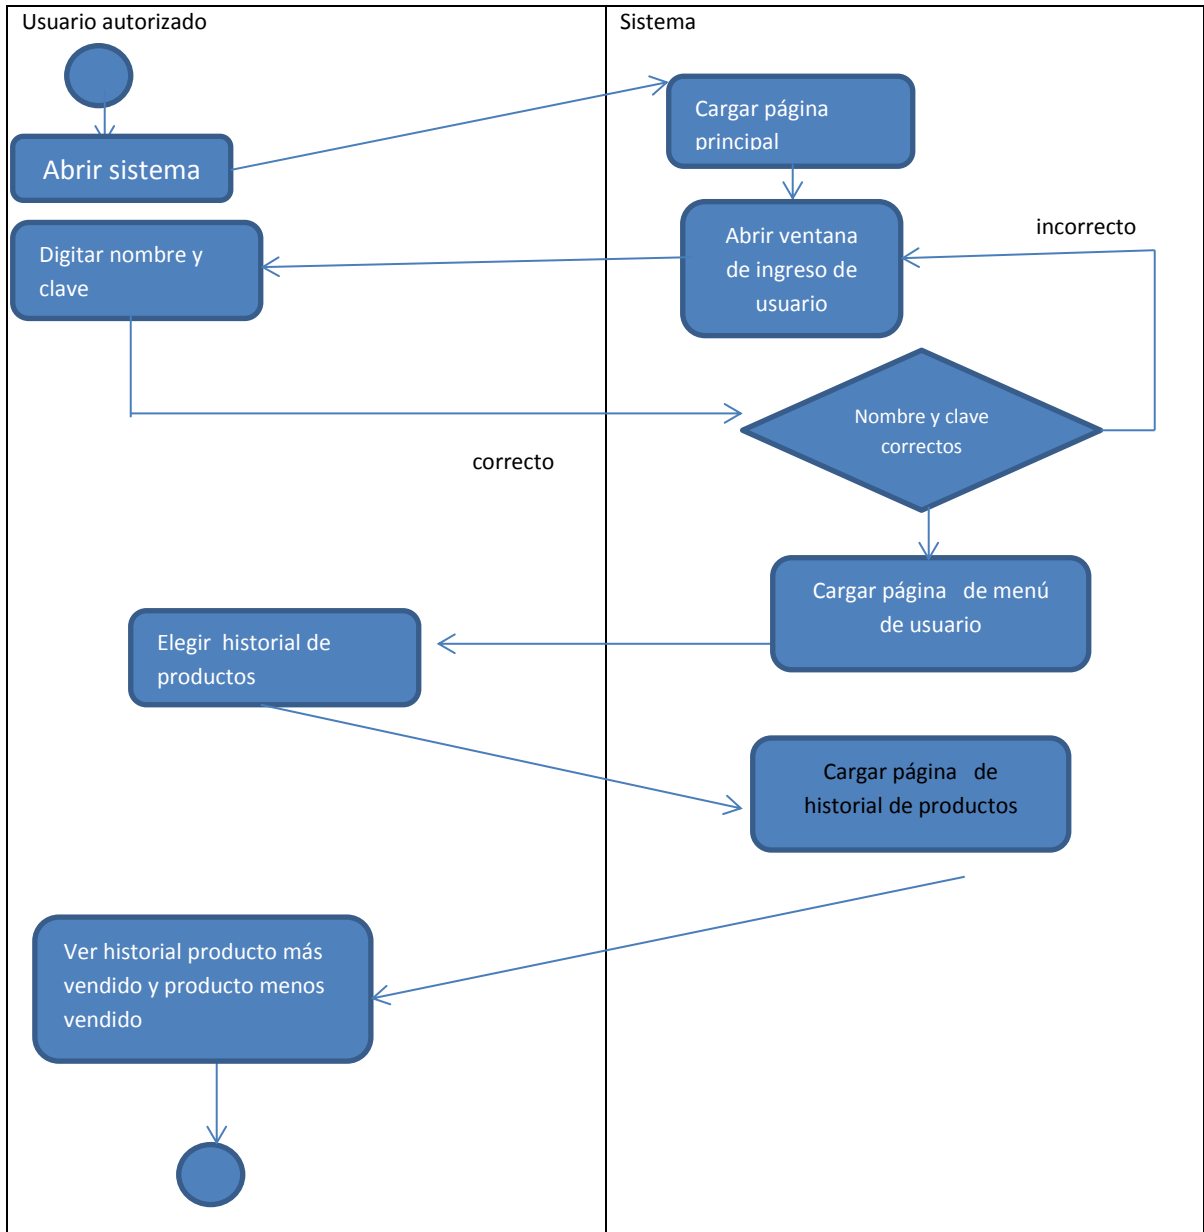 Usuario autorizado
Sistema
Cargar página
principal
Abrir sistema
Abrir ventana
de ingreso de
usuario
incorrecto
Digitar nombre y
clave
Nombre y clave
correctos
correcto
Cargar página de menú
de usuario
Elegir historial de
productos
Cargar página de
historial de productos
Ver historial producto más
vendido y producto menos
vendido